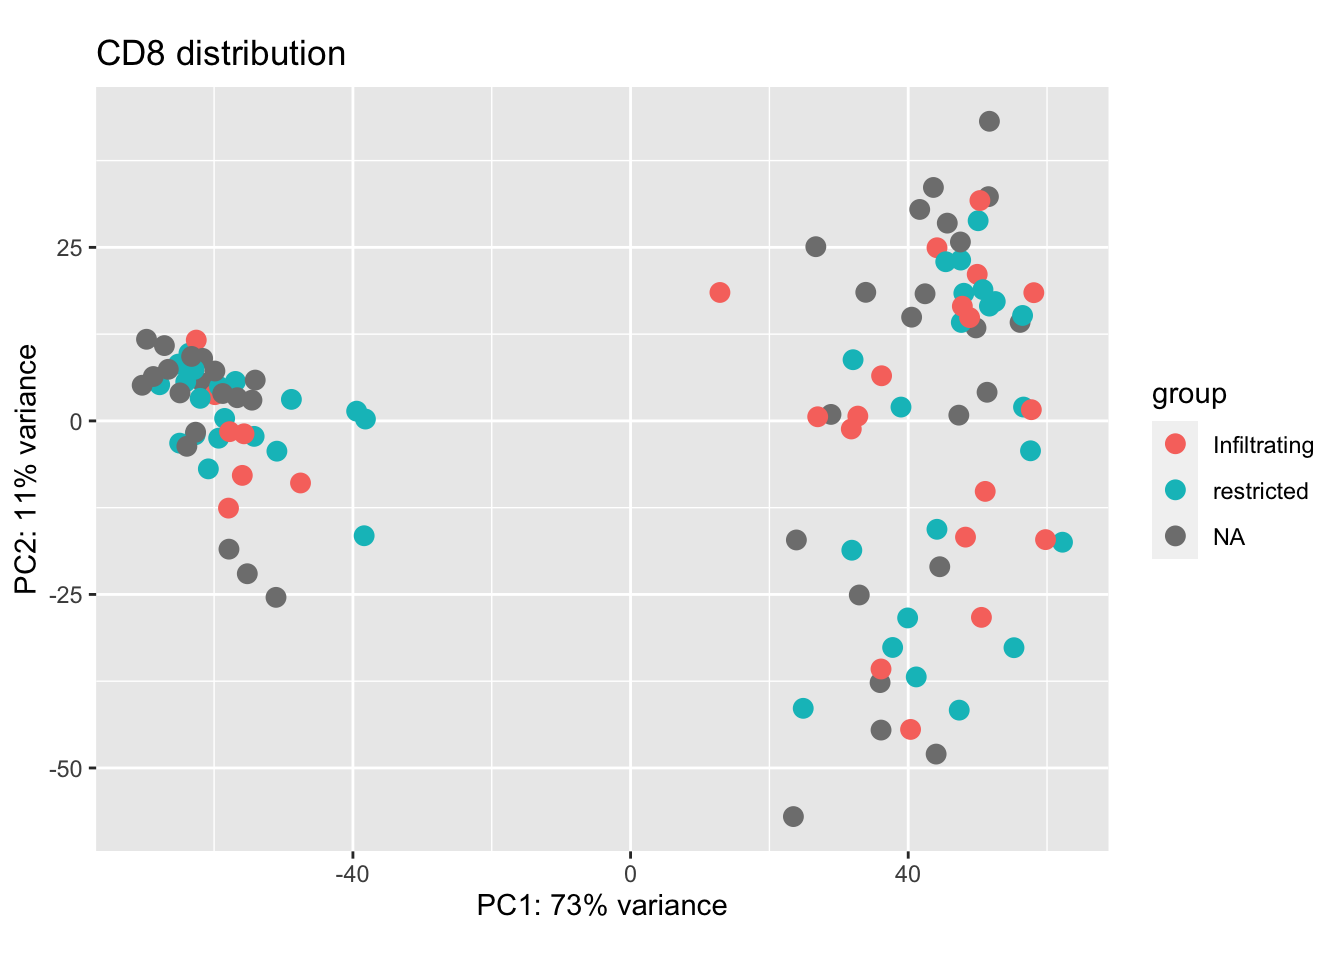 CD8 distribution
25
0
-25
-50
-40
0
40
PC1: 73% variance
PC2: 11% variance
group
Infiltrating
restricted
NA